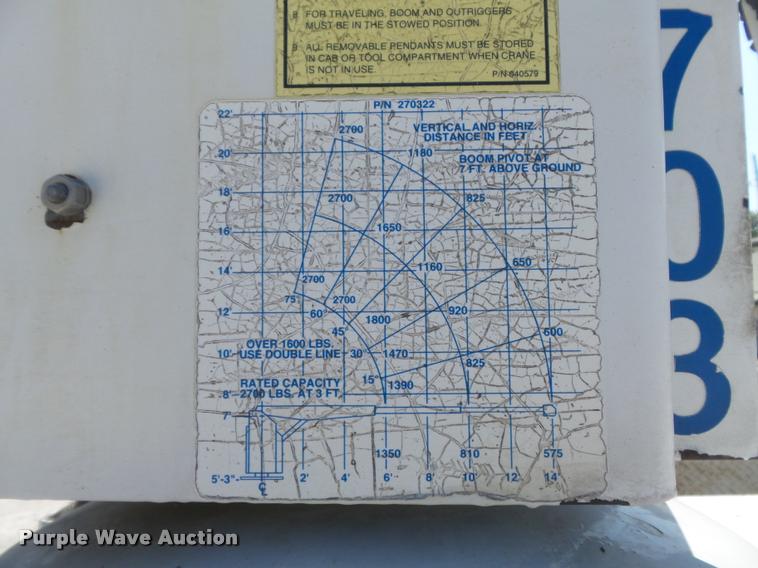 B FOR TRAVELING, BOOM AND OUTRIGGERS
MUST BE IN THE STOWED POSITION.
B ALL REMOVABLE PENDANTS MUST BE STORED
IN CAB OR TOOL COMPARTMENT WHEN CRANE
IS NOT IN USE.
P/N 640579
703
P/N 270322
22'
2700
VERTICAL AND HORIZ.
DISTANCE IN FEET
20'
1180
BOOM PIVOT AT
7 FT. ABOVE GROUND
18'
2700
825
16'
1650
650
14'
2700
1160
75°
2700
12'
60°
1800
920
45°
600
OVER 1600 LBS.
USE DOUBLE LINE
10'
30°
1470
825
15°
1390
RATED CAPACITY
2700 LBS. AT 3 FT.
8'
7'
1350
810
575
5'-3"
2'
4'
6'
8'
10'
12'
14'
CL
Purple Wave Auction